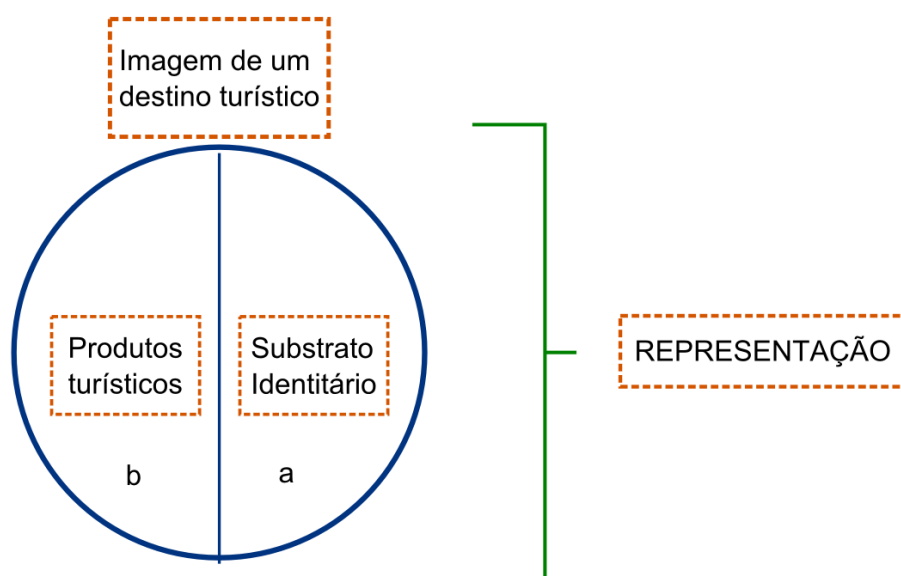 Imagem de um
destino turístico
Produtos
turísticos
b
Substrato
Identitário
a
REPRESENTAÇÃO